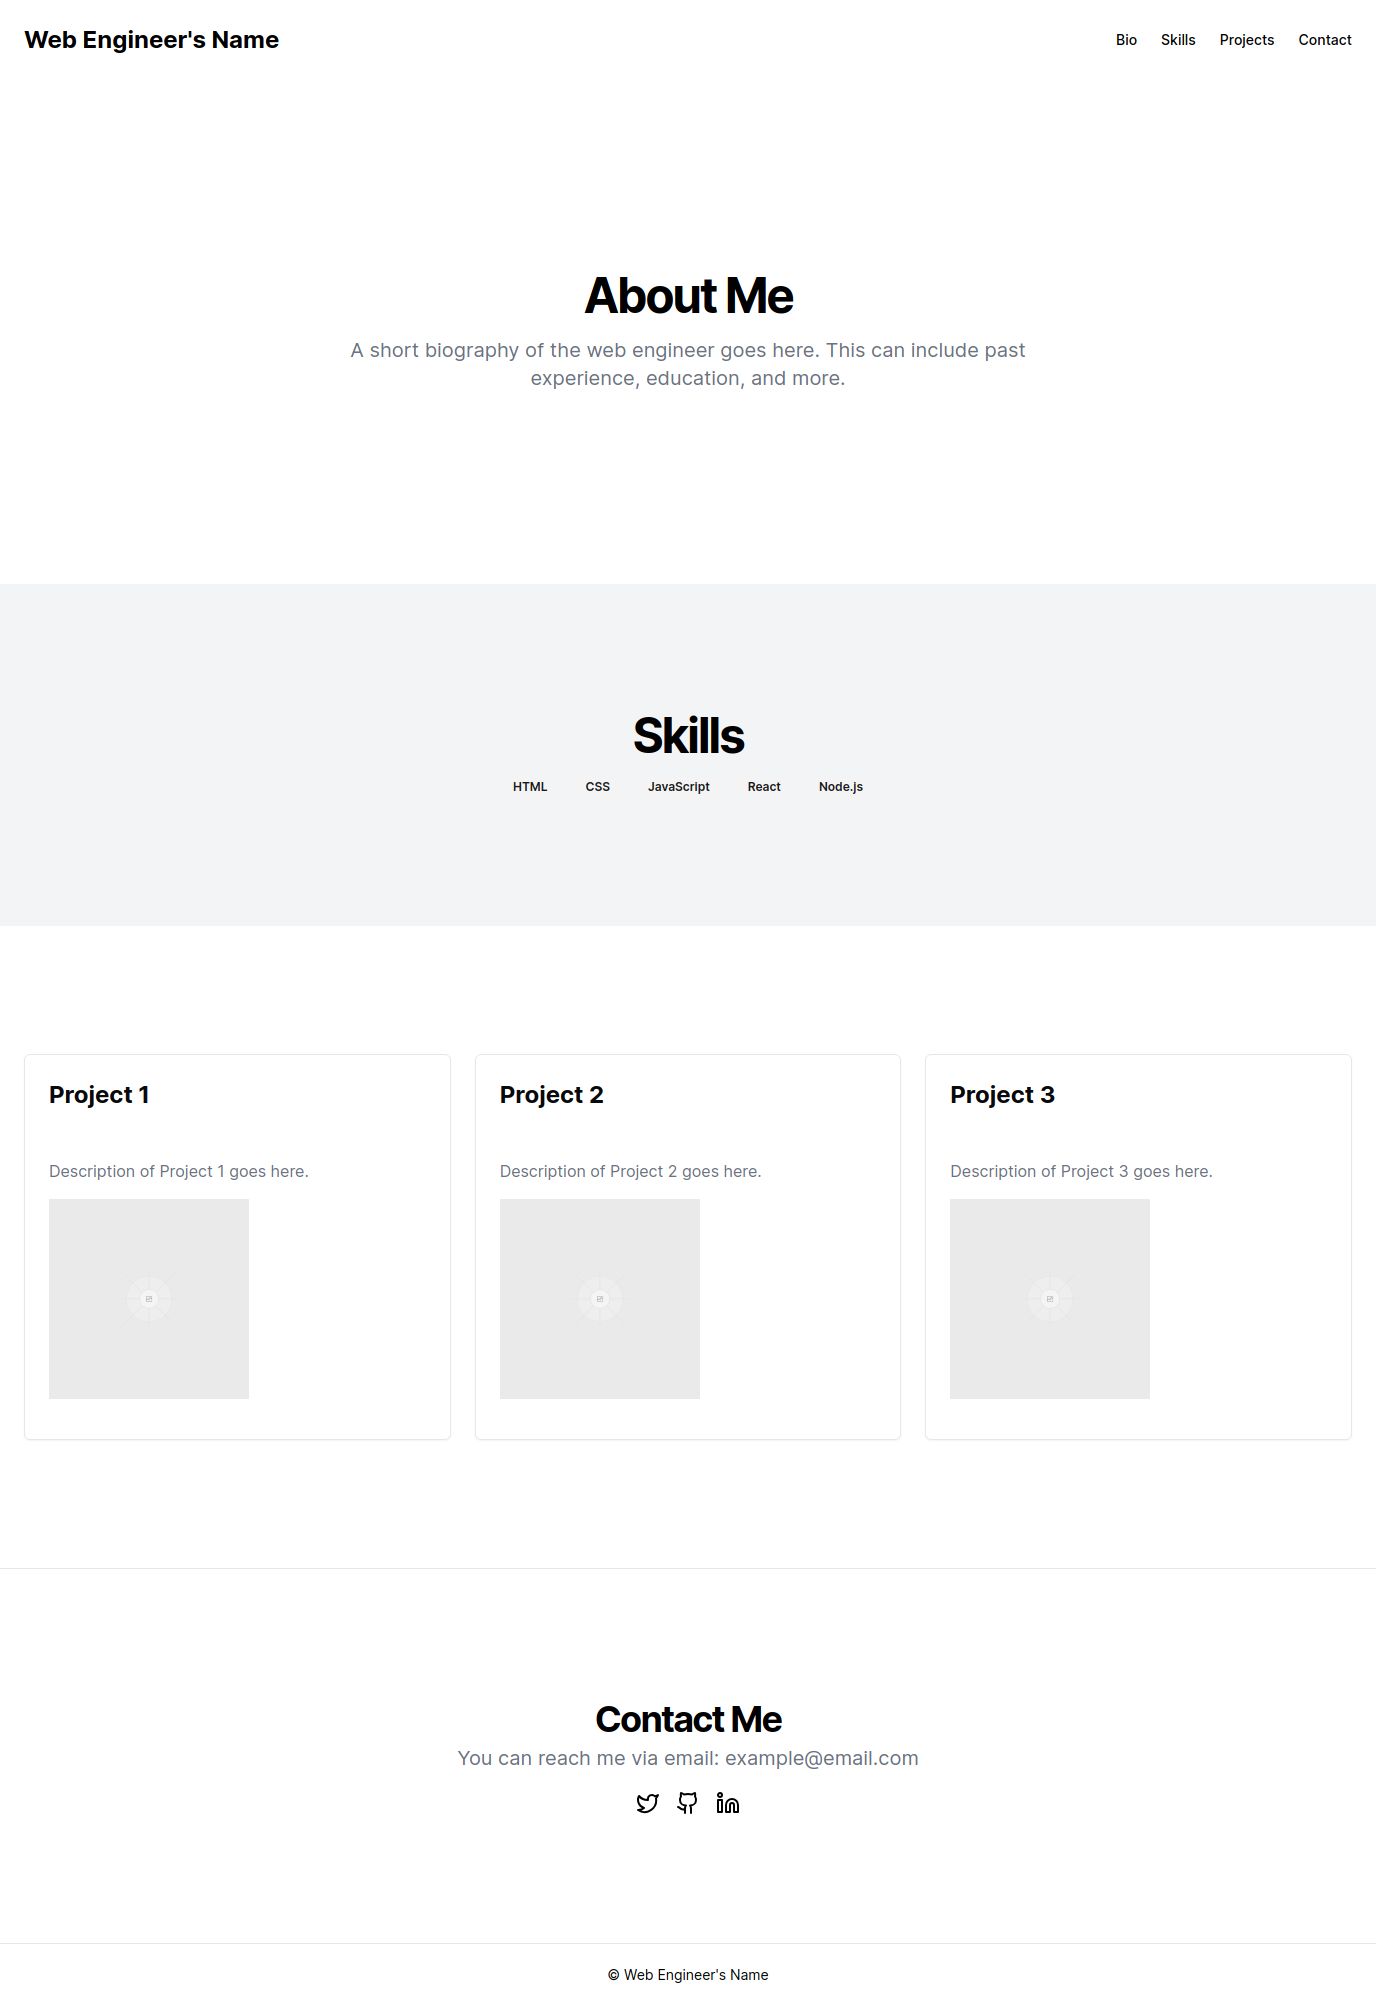 Web Engineer's Name
Bio Skills Projects Contact
About Me
A short biography of the web engineer goes here. This can include past
experience, education, and more.
Skills
HTML CSS JavaScript React Node.js
Project 1
Description of Project 1 goes here.
Project 2
Description of Project 2 goes here.
Project 3
Description of Project 3 goes here.
Contact Me
You can reach me via email: example@email.com
© Web Engineer's Name